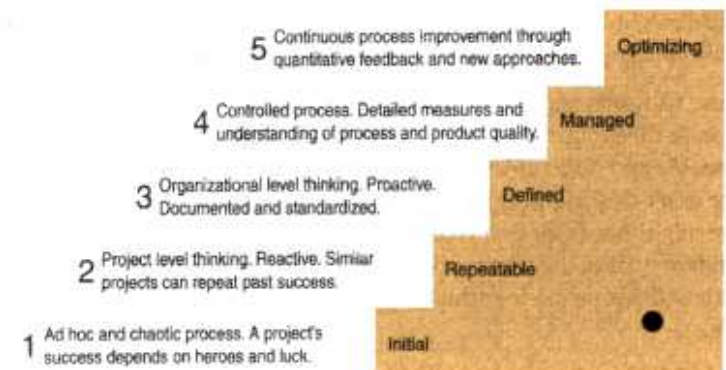 5 Continuous process improvement through
quantitative feedback and new approaches.
Optimizing
4 Controlled process. Detailed measures and
understanding of process and product quality.
Managed
3 Organizational level thinking. Proactive.
Documented and standardized.
Defined
2 Project level thinking. Reactive. Similar
projects can repeat past success.
Repeatable
1 Ad hoc and chaotic process. A project's
success depends on heroes and luck.
Initial